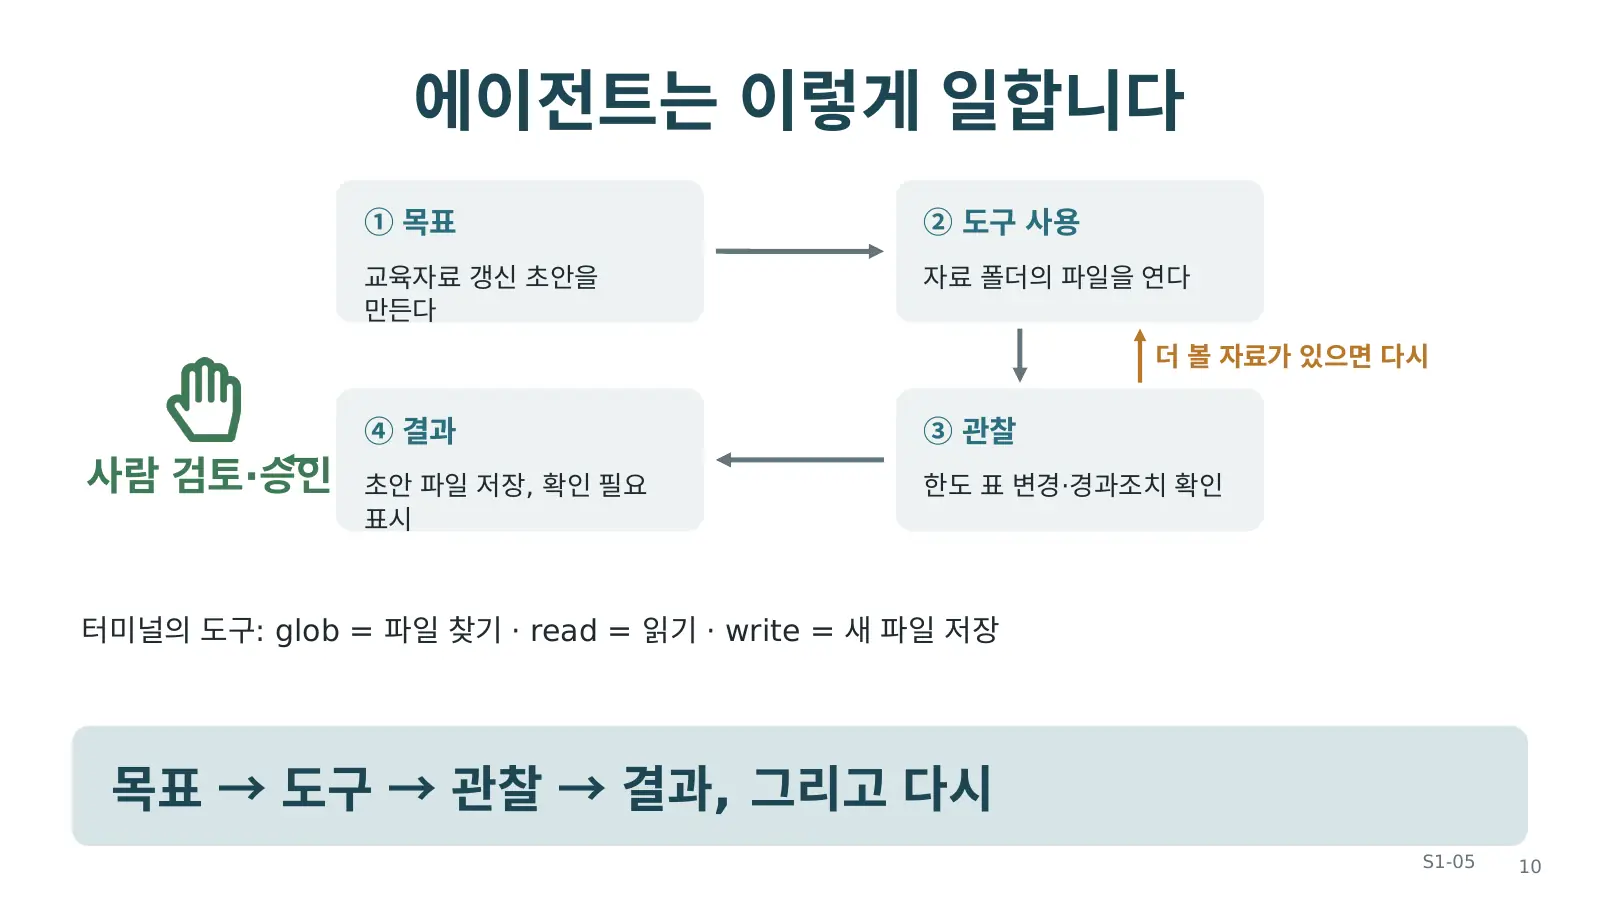 에이전트는 이렇게 일합니다
① 목표
교육자료 갱신 초안을
만든다
② 도구 사용
자료 폴더의 파일을 연다
더 볼 자료가 있으면 다시
③ 관찰
한도 표 변경·경과조치 확인
④ 결과
초안 파일 저장, 확인 필요
표시
사람 검토·승인
터미널의 도구: glob = 파일 찾기 · read = 읽기 · write = 새 파일 저장
목표 → 도구 → 관찰 → 결과, 그리고 다시
S1-05
10